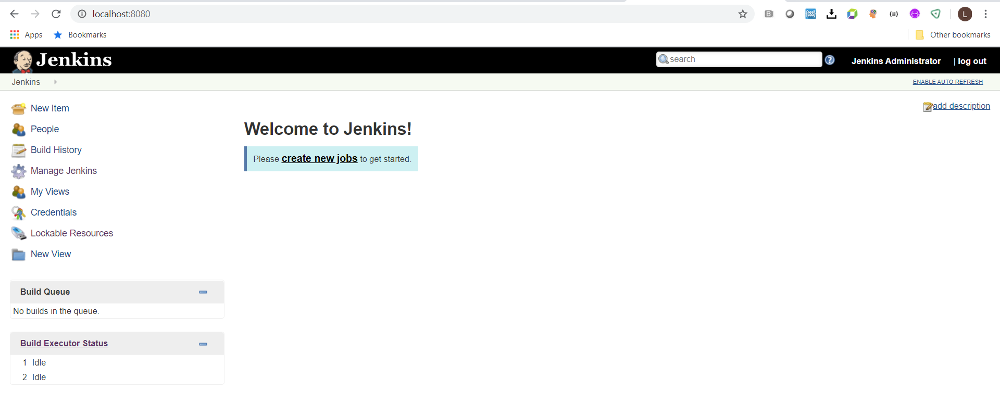 localhost:8080
L
Apps
Bookmarks
Other bookmarks
Jenkins
search
Jenkins Administrator
| log out
Jenkins
ENABLE AUTO REFRESH
New Item
People
Build History
Manage Jenkins
My Views
Credentials
Lockable Resources
New View
add description
Welcome to Jenkins!
Please create new jobs to get started.
Build Queue
No builds in the queue.
Build Executor Status
1 Idle
2 Idle